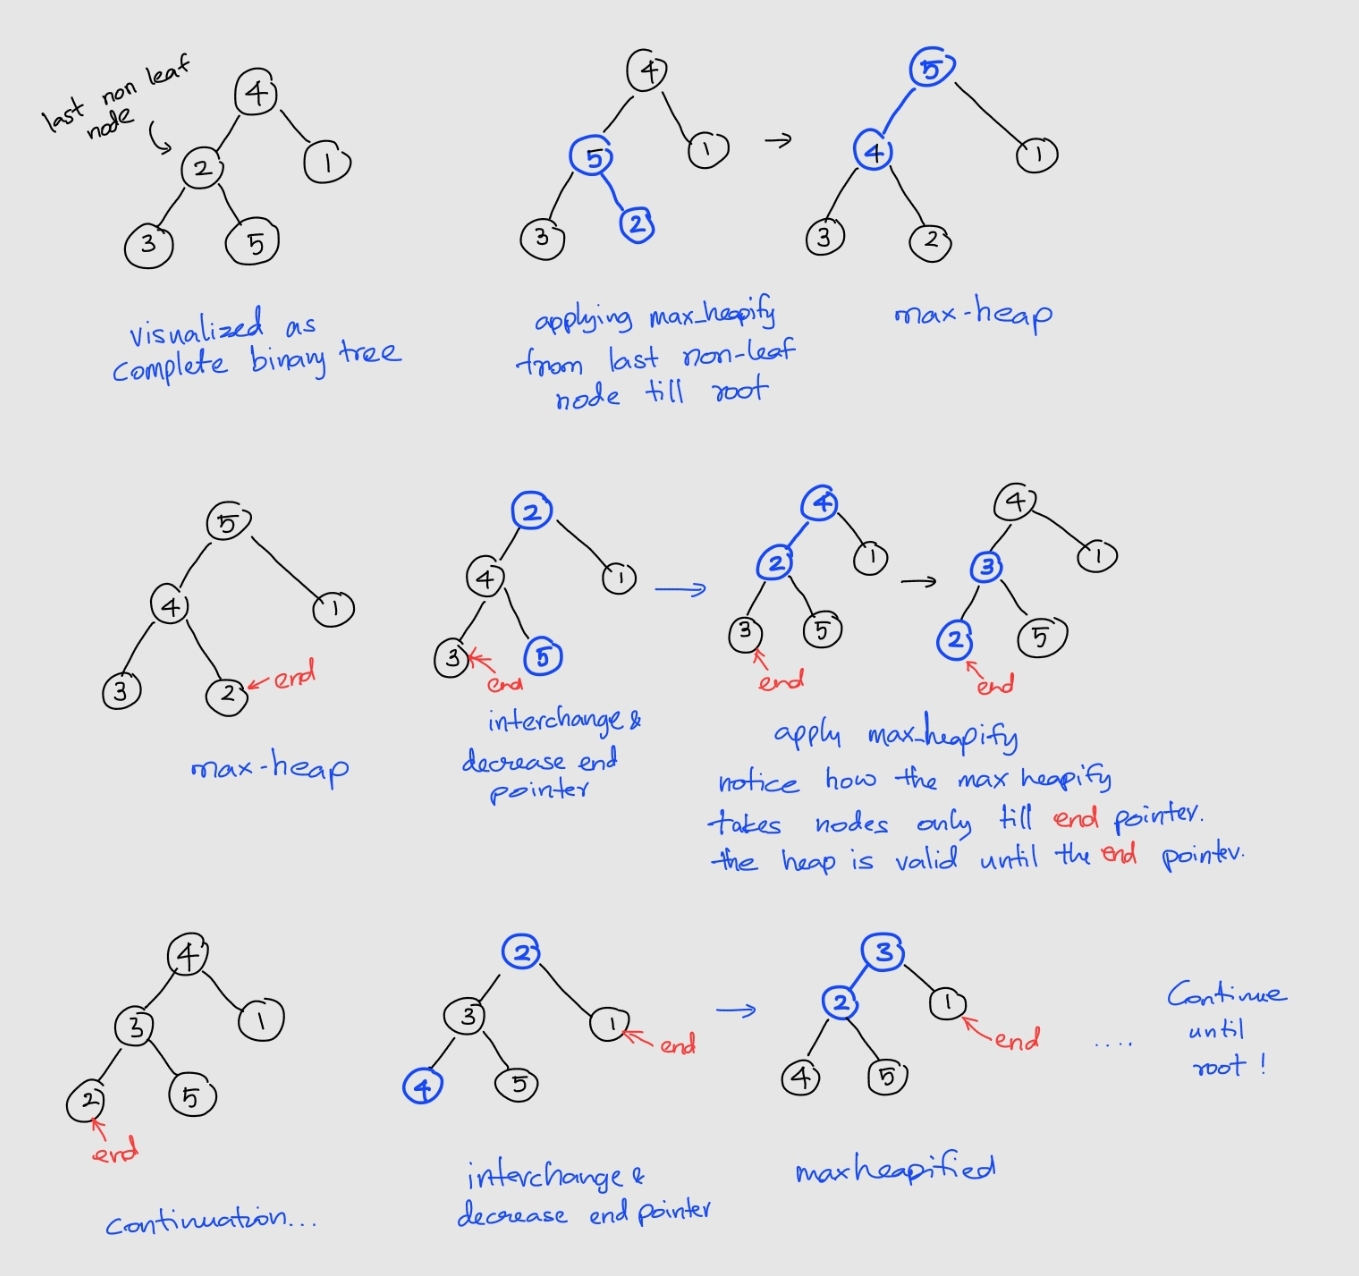 last non leaf
node
4
2
1
3
5
visualized as
complete binary tree
4
5
1
3
2
applying max_heapify
from last non-leaf
node till root
→
5
4
1
3
2
max-heap
5
4
1
3
2
end
max-heap
2
4
1
3
5
end
interchange &
decrease end
pointer
→
4
2
1
3
5
end
→
4
3
1
2
5
end
apply max_heapify
notice how the max heapify
takes nodes only till end pointer.
the heap is valid until the end pointer.
4
3
1
2
5
end
continuation...
2
3
1
end
4
5
interchange &
decrease end pointer
→
3
2
1
end
4
5
maxheapified
....
Continue
until
root !